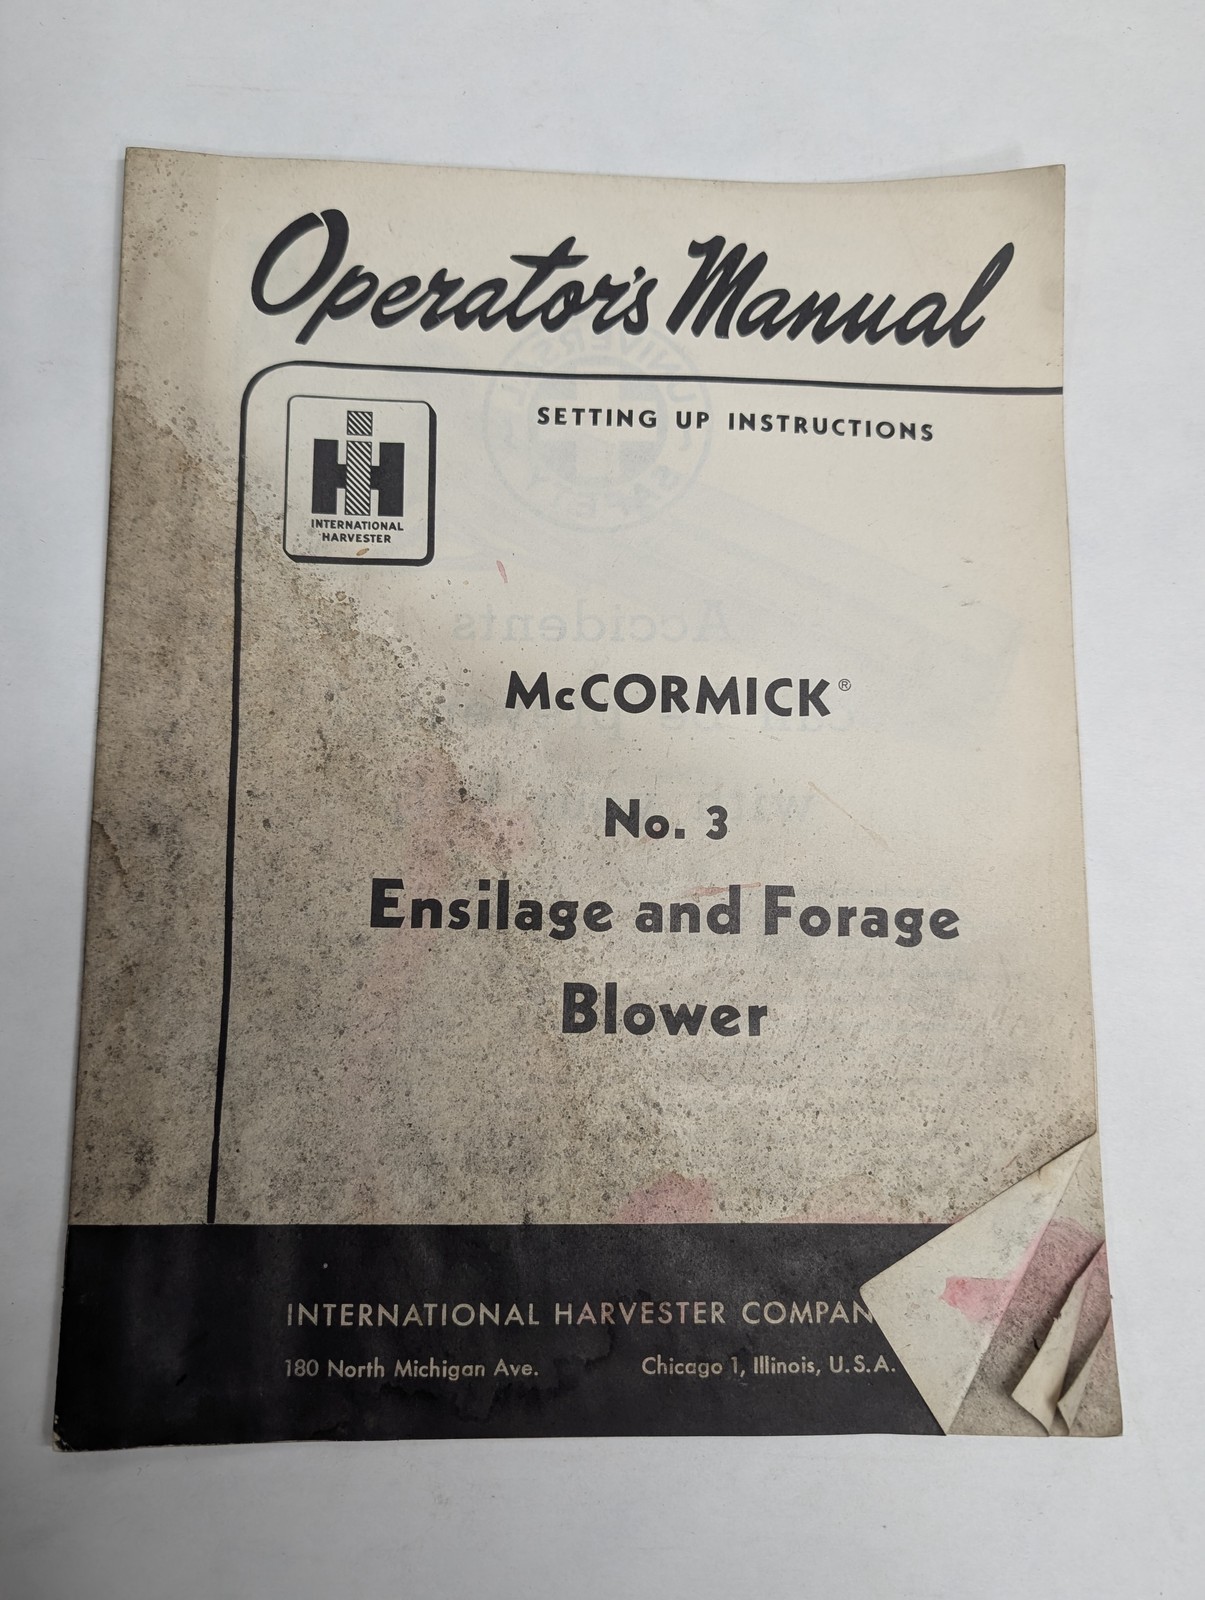 Operator's Manual
SETTING UP INSTRUCTIONS
IH
INTERNATIONAL
HARVESTER
McCORMICK®
No. 3
Ensilage and Forage
Blower
INTERNATIONAL HARVESTER COMPAN
180 North Michigan Ave. Chicago 1, Illinois, U.S.A.